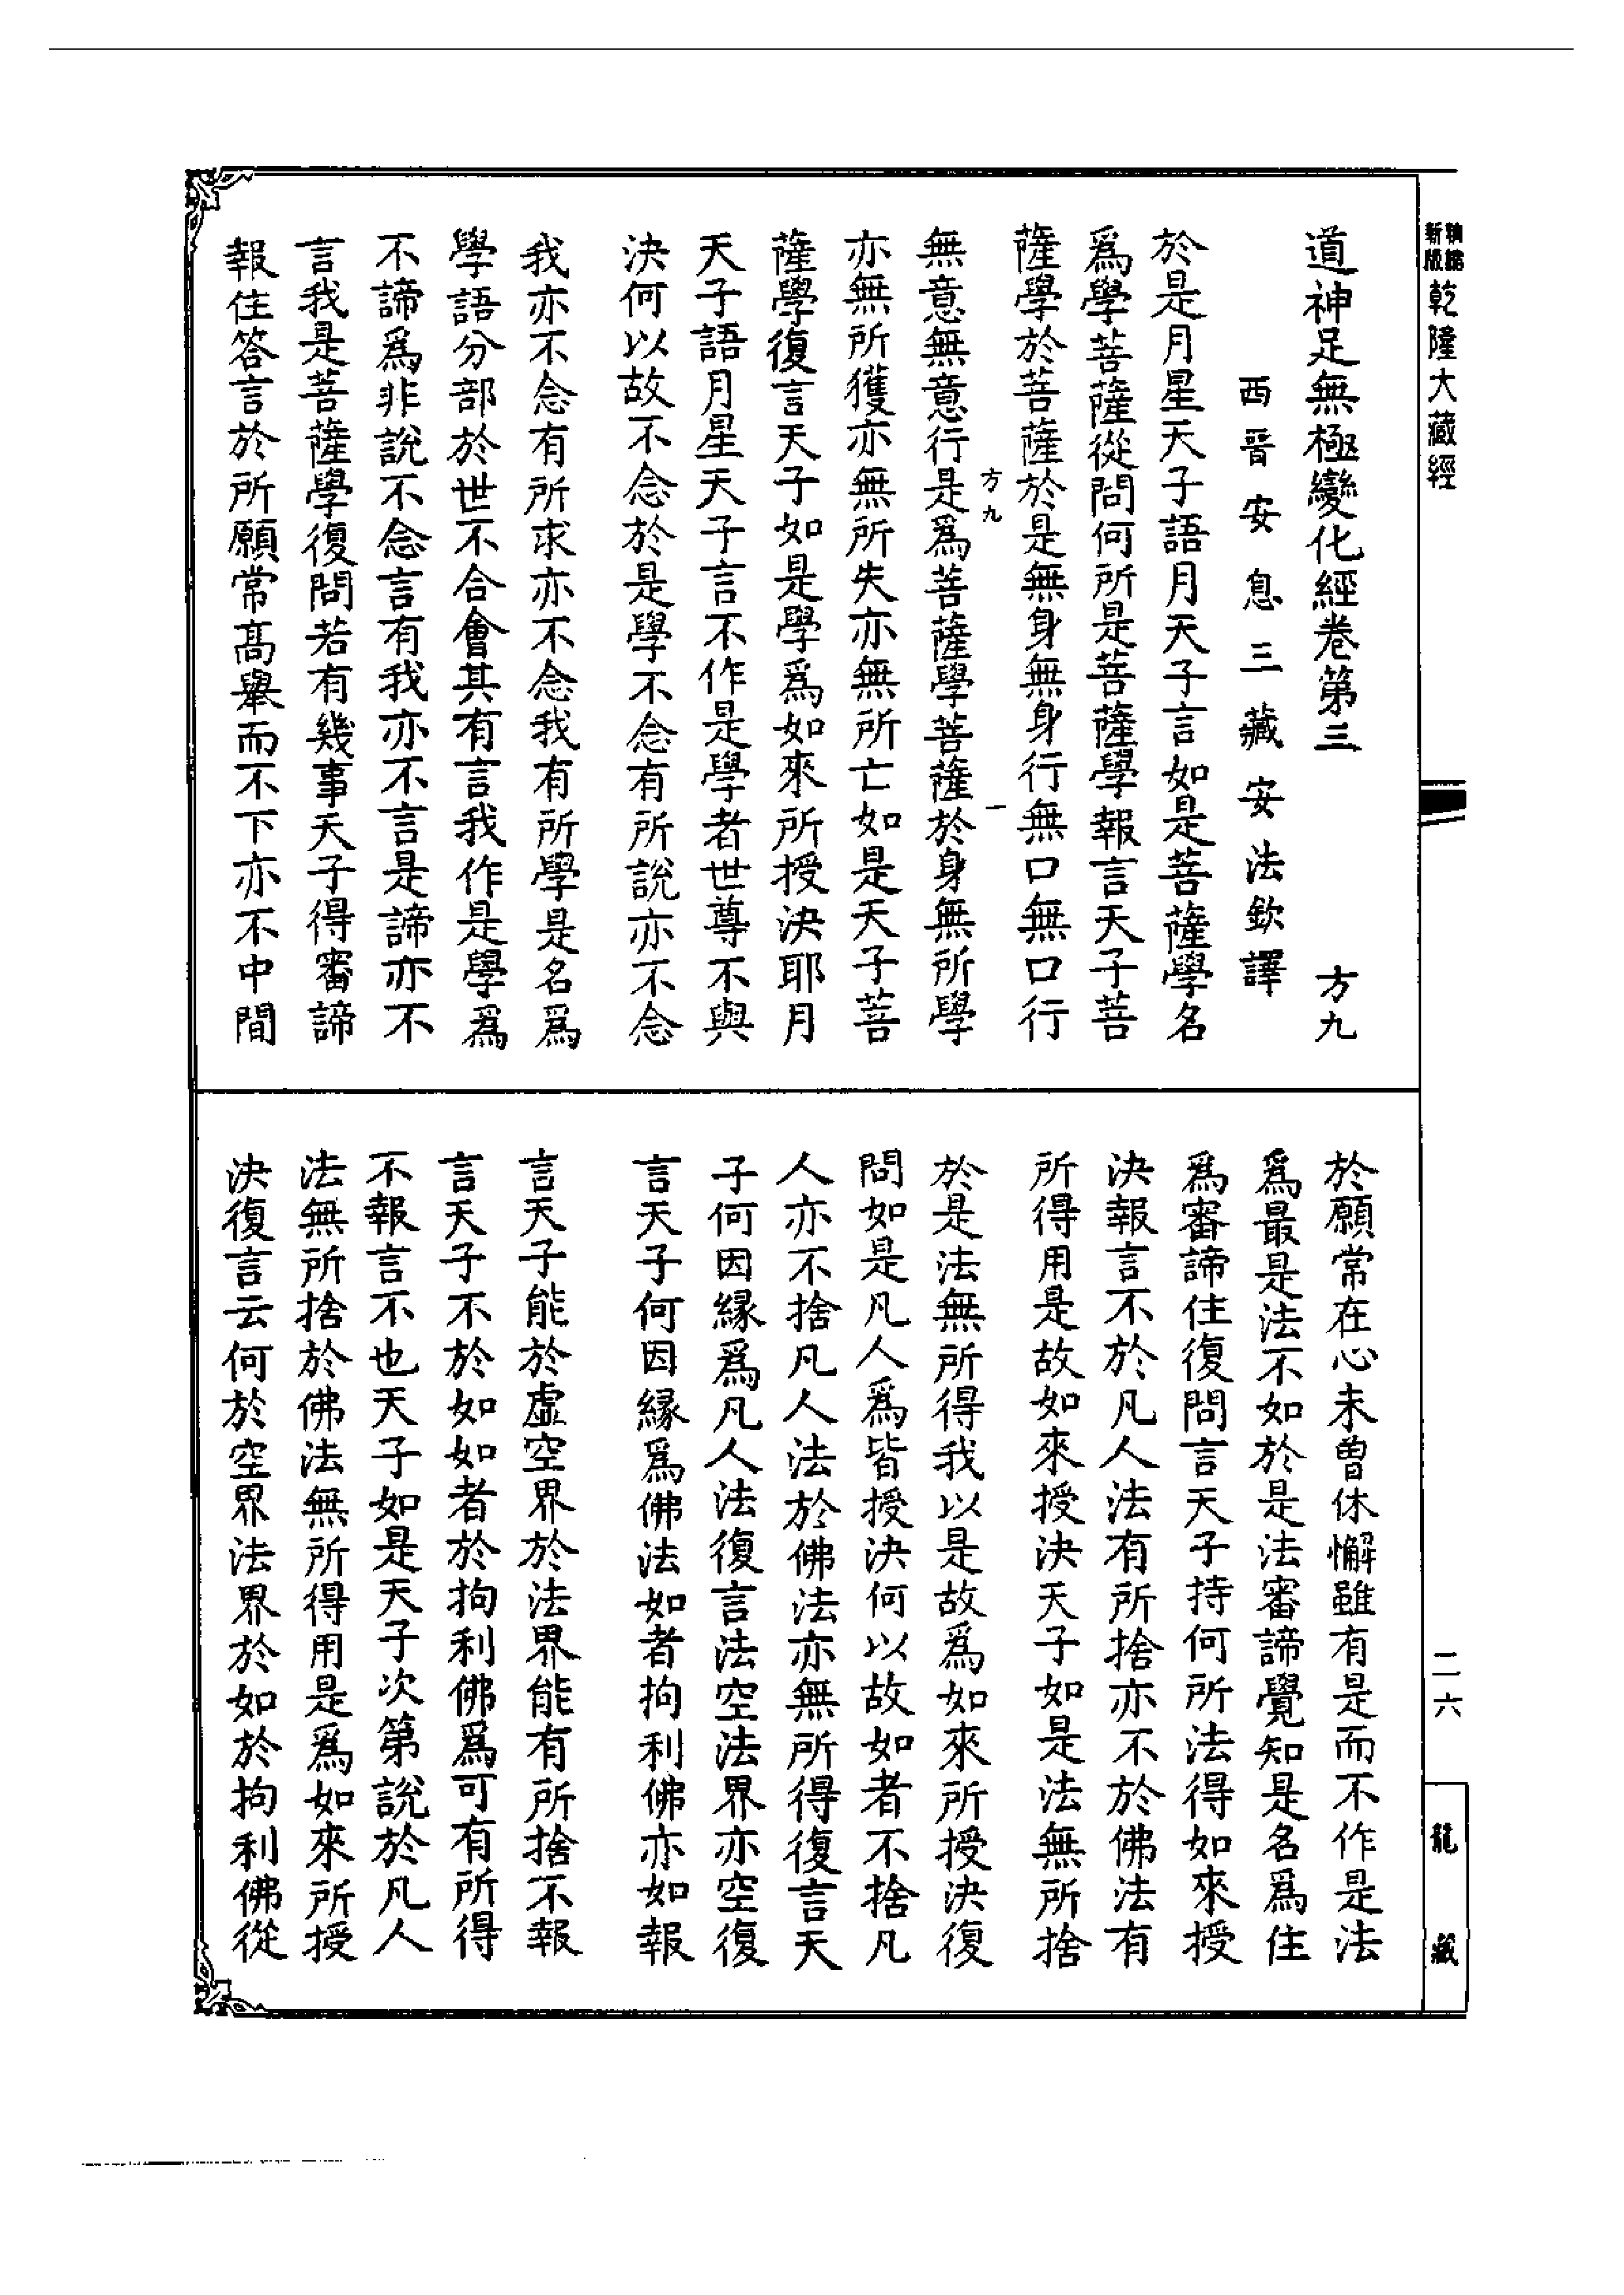 新版
乾隆大藏經
道神足無極變化經卷第三
方九
西晉安息三藏安法欽譯
於是月星天子語月天子言如是菩薩學名
爲學菩薩從問何所是菩薩學報言天子菩
薩學於菩薩於是無身無身行無口無口行
方九
一
無意無意行是爲菩薩學菩薩於身無所學
亦無所獲亦無所失亦無所亡如是天子菩
薩學復言天子如是學爲如來所授決耶月
天子語月星天子言不作是學者世尊不與
決何以故不念於是學不念有所說亦不念
我亦不念有所求亦不念我有所學是名爲
學語分部於世不合會其有言我作是學爲
不諦爲非說不念言有我亦不言是諦亦不
言我是菩薩學復問若有幾事天子得審諦
報住答言於所願常高舉而不下亦不中間
於願常在心未曾休懈雖有是而不作是法
爲最是法不如於是法審諦覺知是名爲住
爲審諦住復問言天子持何所法得如來授
決報言不於凡人法有所捨亦不於佛法有
所得用是故如來授決天子如是法無所捨
於是法無所得我以是故爲如來所授決復
問如是凡人爲皆授決何以故如者不捨凡
人亦不捨凡人法於佛法亦無所得復言天
子何因緣爲凡人法復言法空法界亦空復
言天子何因緣爲佛法如者拘利佛亦如報
言天子能於虛空界於法界能有所捨不報
言天子不於如如者於拘利佛爲可有所得
不報言不也天子如是天子次第說於凡人
法無所捨於佛法無所得用是爲如來所授
決復言云何於空界法界於如於拘利佛從
二六
龍藏